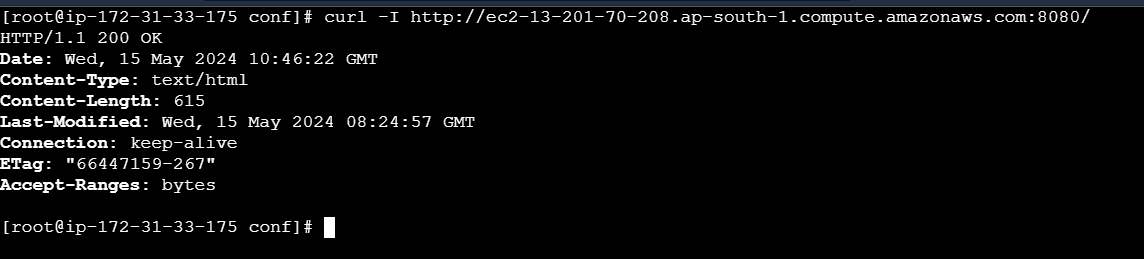 [root@ip-172-31-33-175 conf]# curl -I http://ec2-13-201-70-208.ap-south-1.compute.amazonaws.com:8080/
HTTP/1.1 200 OK
Date: Wed, 15 May 2024 10:46:22 GMT
Content-Type: text/html
Content-Length: 615
Last-Modified: Wed, 15 May 2024 08:24:57 GMT
Connection: keep-alive
ETag: "66447159-267"
Accept-Ranges: bytes
[root@ip-172-31-33-175 conf]#